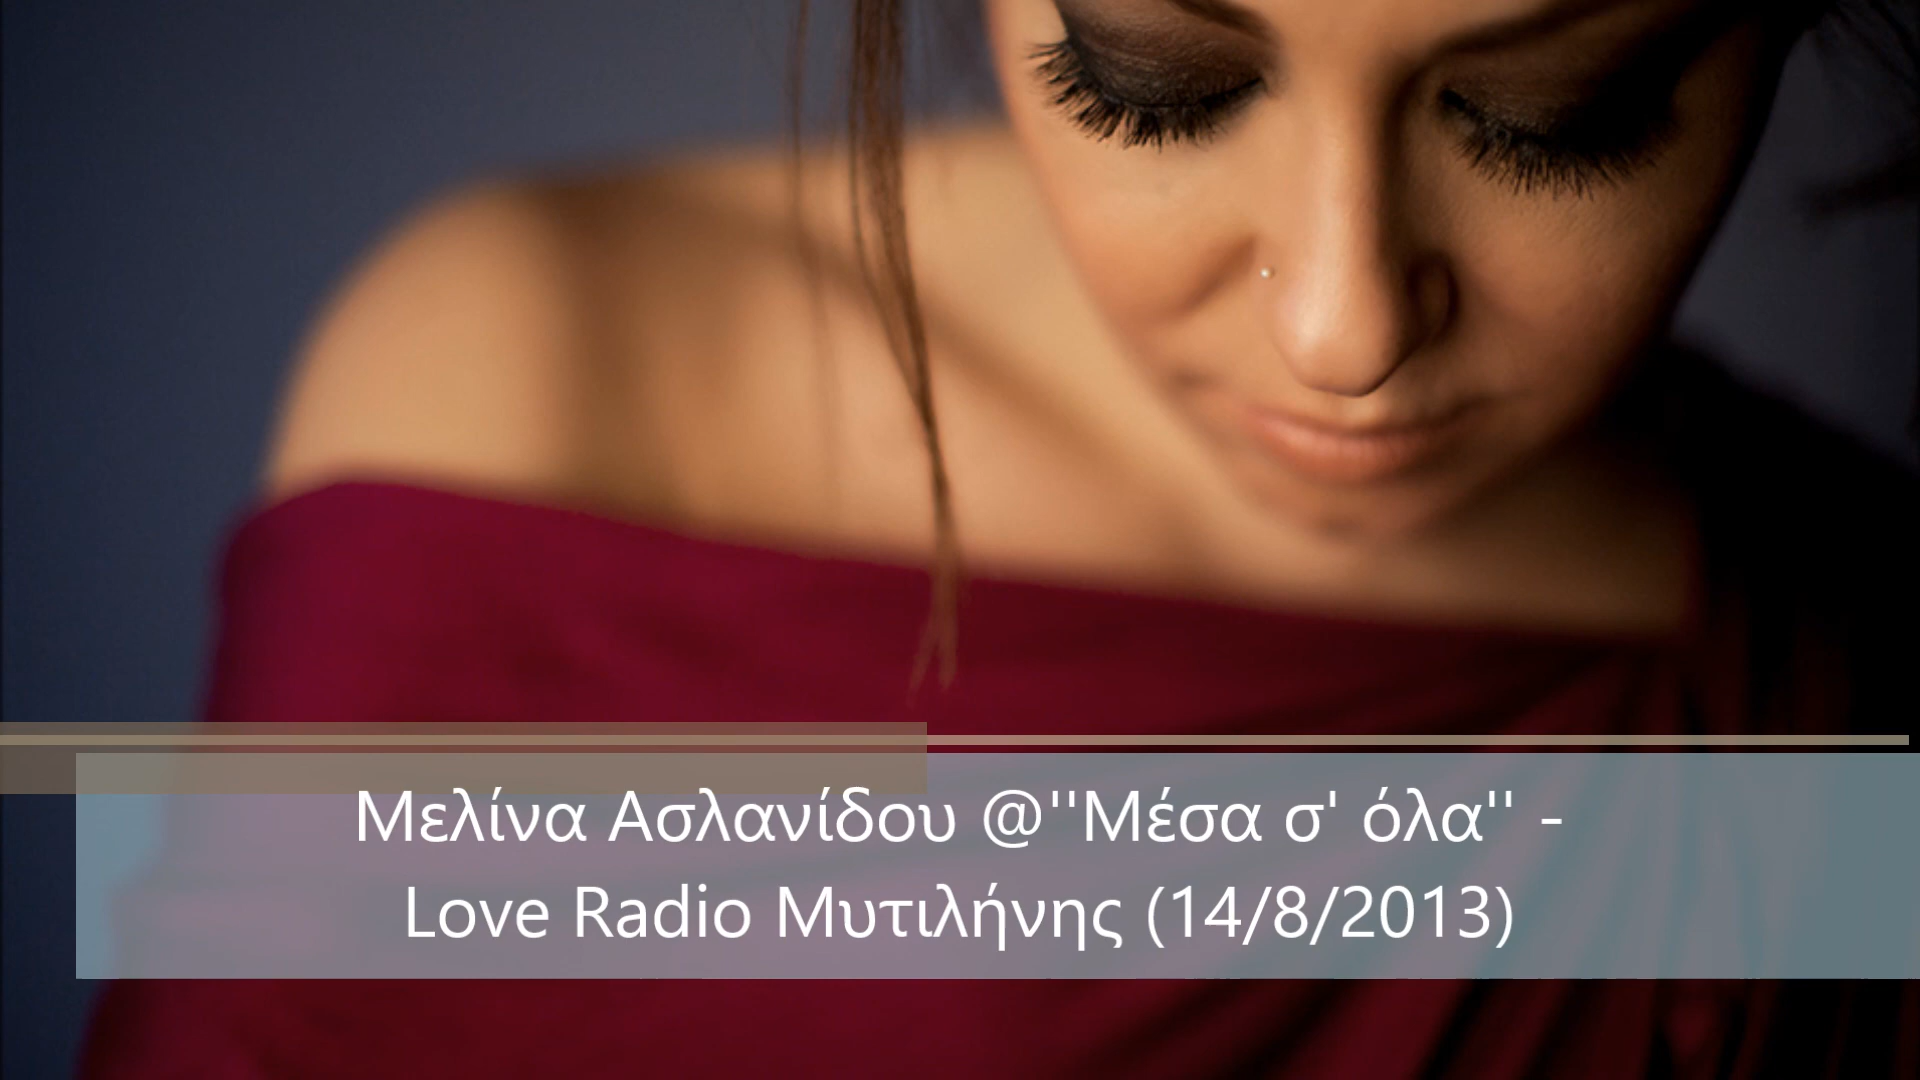 Μελίνα Ασλανίδου @''Μέσα σ' όλα'' -
Love Radio Μυτιλήνης (14/8/2013)